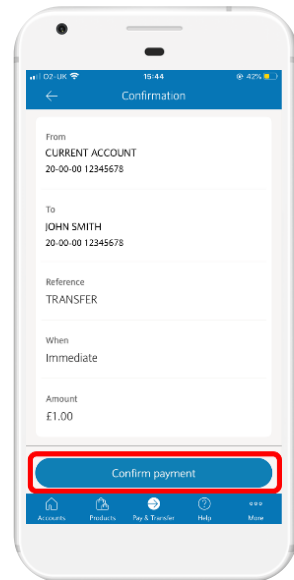 O2-UK 15:44 42%
Confirmation
From
CURRENT ACCOUNT
20-00-00 12345678
To
JOHN SMITH
20-00-00 12345678
Reference
TRANSFER
When
Immediate
Amount
£1.00
Confirm payment
Accounts Products Pay & Transfer Help More